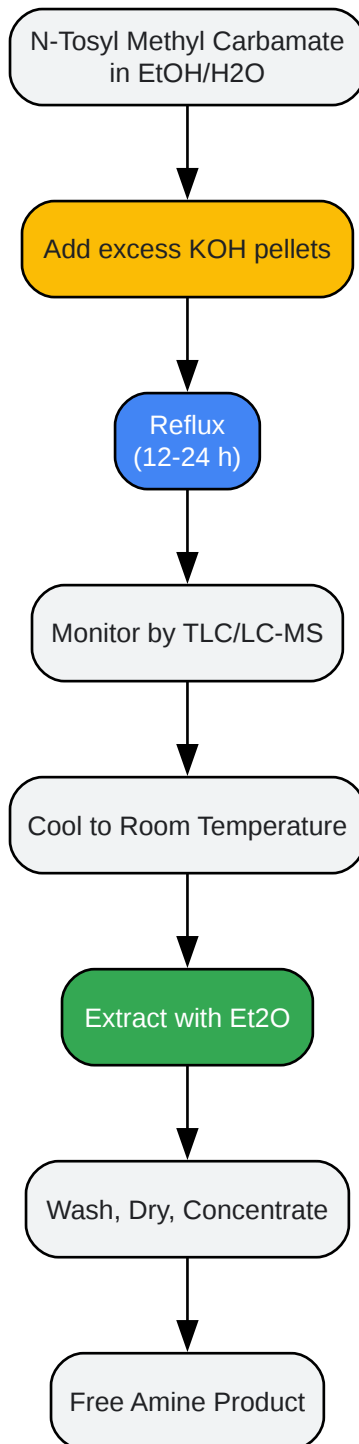 N-Tosyl Methyl Carbamate
in EtOH/H2O
Add excess KOH pellets
Reflux
(12-24 h)
Monitor by TLC/LC-MS
Cool to Room Temperature
Extract with Et2O
Wash, Dry, Concentrate
Free Amine Product